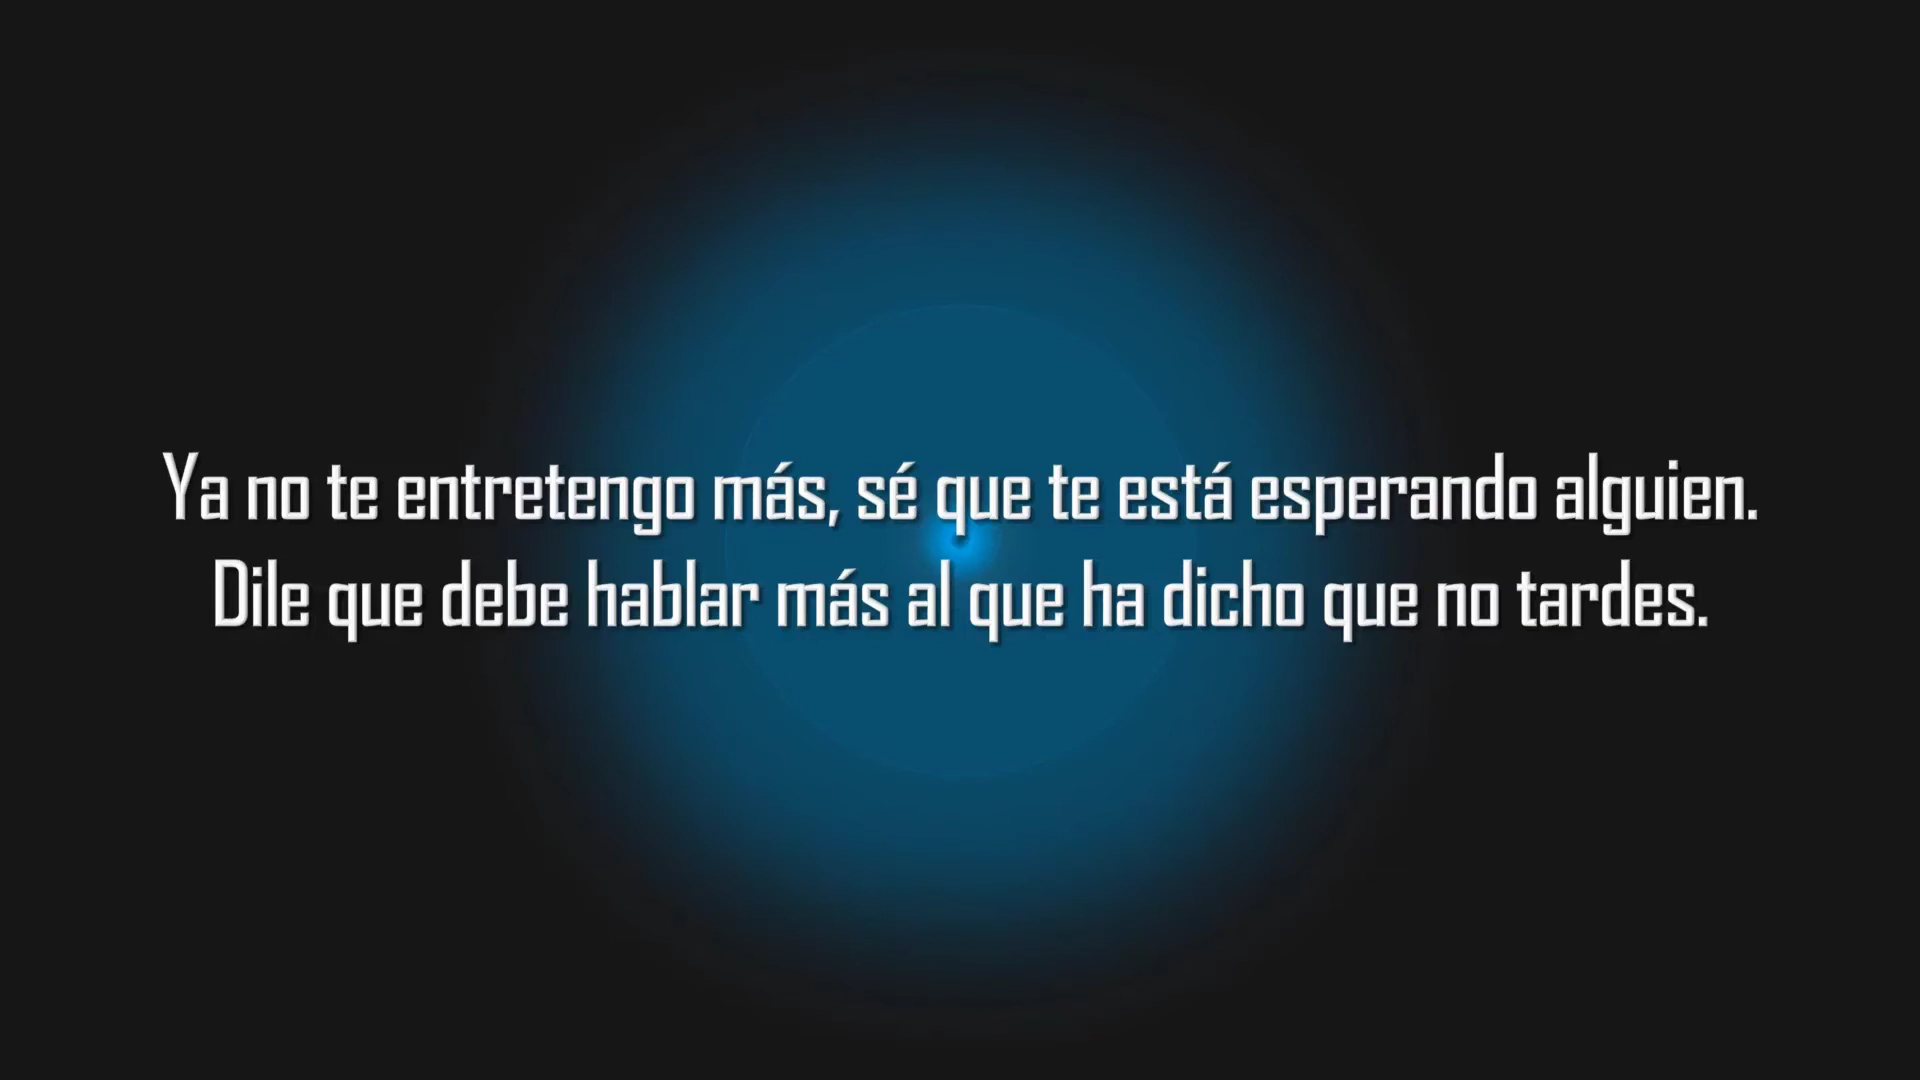 Ya no te entretengo más, sé que te está esperando alguien.
Dile que debe hablar más al que ha dicho que no tardes.